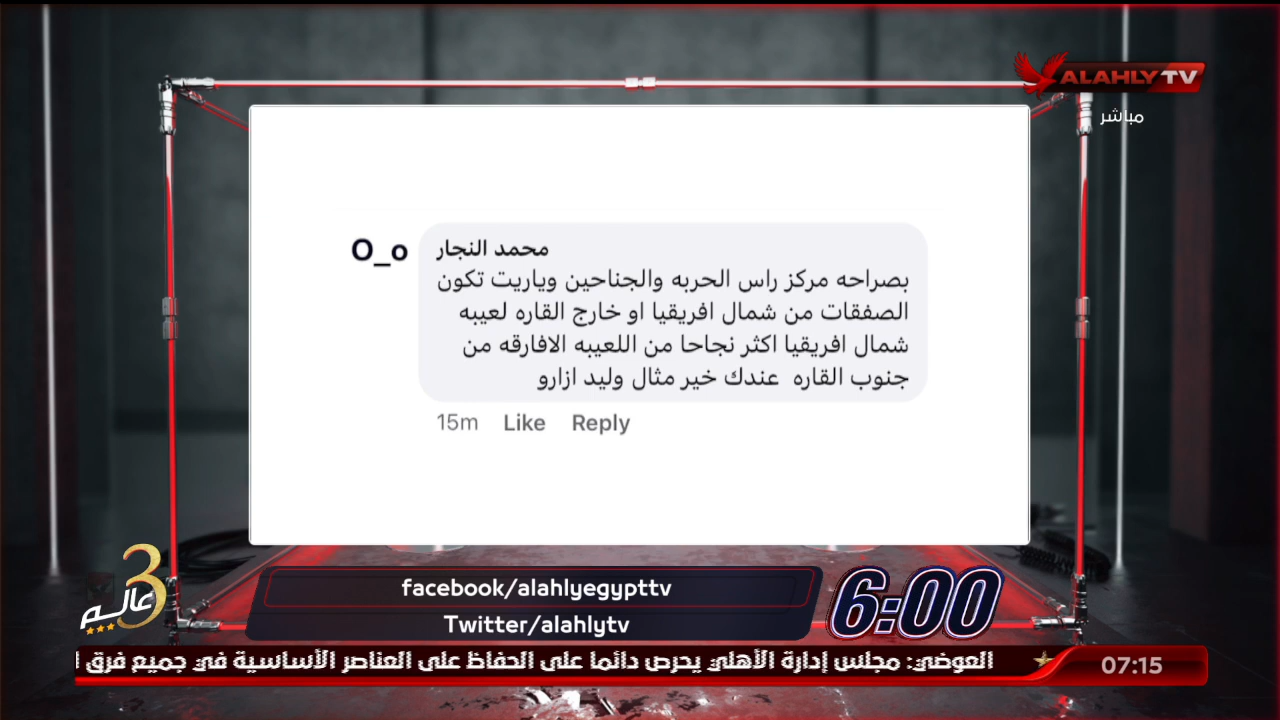 ALAHLY TV
مباشر
O_o
محمد النجار
بصراحه مركز راس الحربه والجناحين وياريت تكون
الصفقات من شمال افريقيا او خارج القاره لعيبه
شمال افريقيا اكثر نجاحا من اللعيبه الافارقه من
جنوب القاره عندك خير مثال وليد ازارو
15m Like Reply
3 عالم
facebook/alahlyegypttv
Twitter/alahlytv
6:00
العوضي: مجلس إدارة الأهلي يحرص دائما على الحفاظ على العناصر الأساسية في جميع فرق ا
07:15